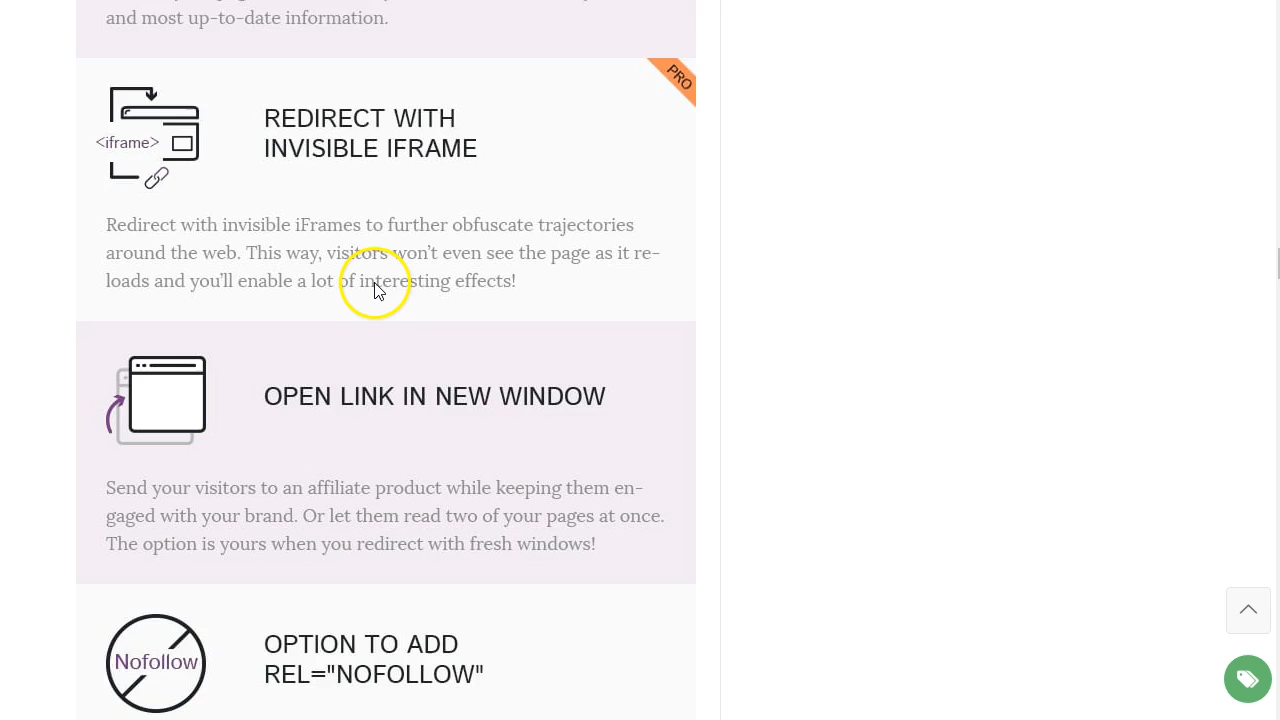 and most up-to-date information.
PRO
<iframe>
REDIRECT WITH
INVISIBLE IFRAME
Redirect with invisible iFrames to further obfuscate trajectories
around the web. This way, visitors won't even see the page as it re-
loads and you'll enable a lot of interesting effects!
OPEN LINK IN NEW WINDOW
Send your visitors to an affiliate product while keeping them en-
gaged with your brand. Or let them read two of your pages at once.
The option is yours when you redirect with fresh windows!
Nofollow
OPTION TO ADD
REL="NOFOLLOW"